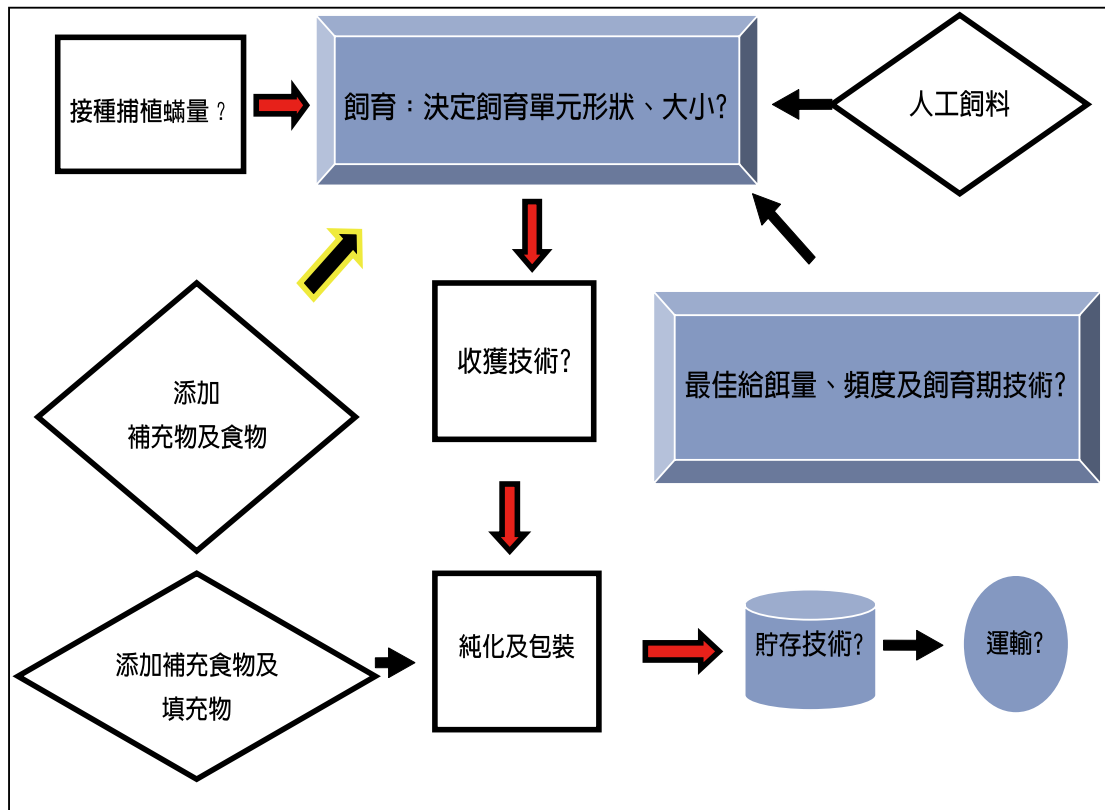 接種捕植蟎量？
飼育：決定飼育單元形狀、大小?
人工飼料
收獲技術?
最佳給餌量、頻度及飼育期技術?
添加
補充物及食物
添加補充食物及
填充物
純化及包裝
貯存技術?
運輸?